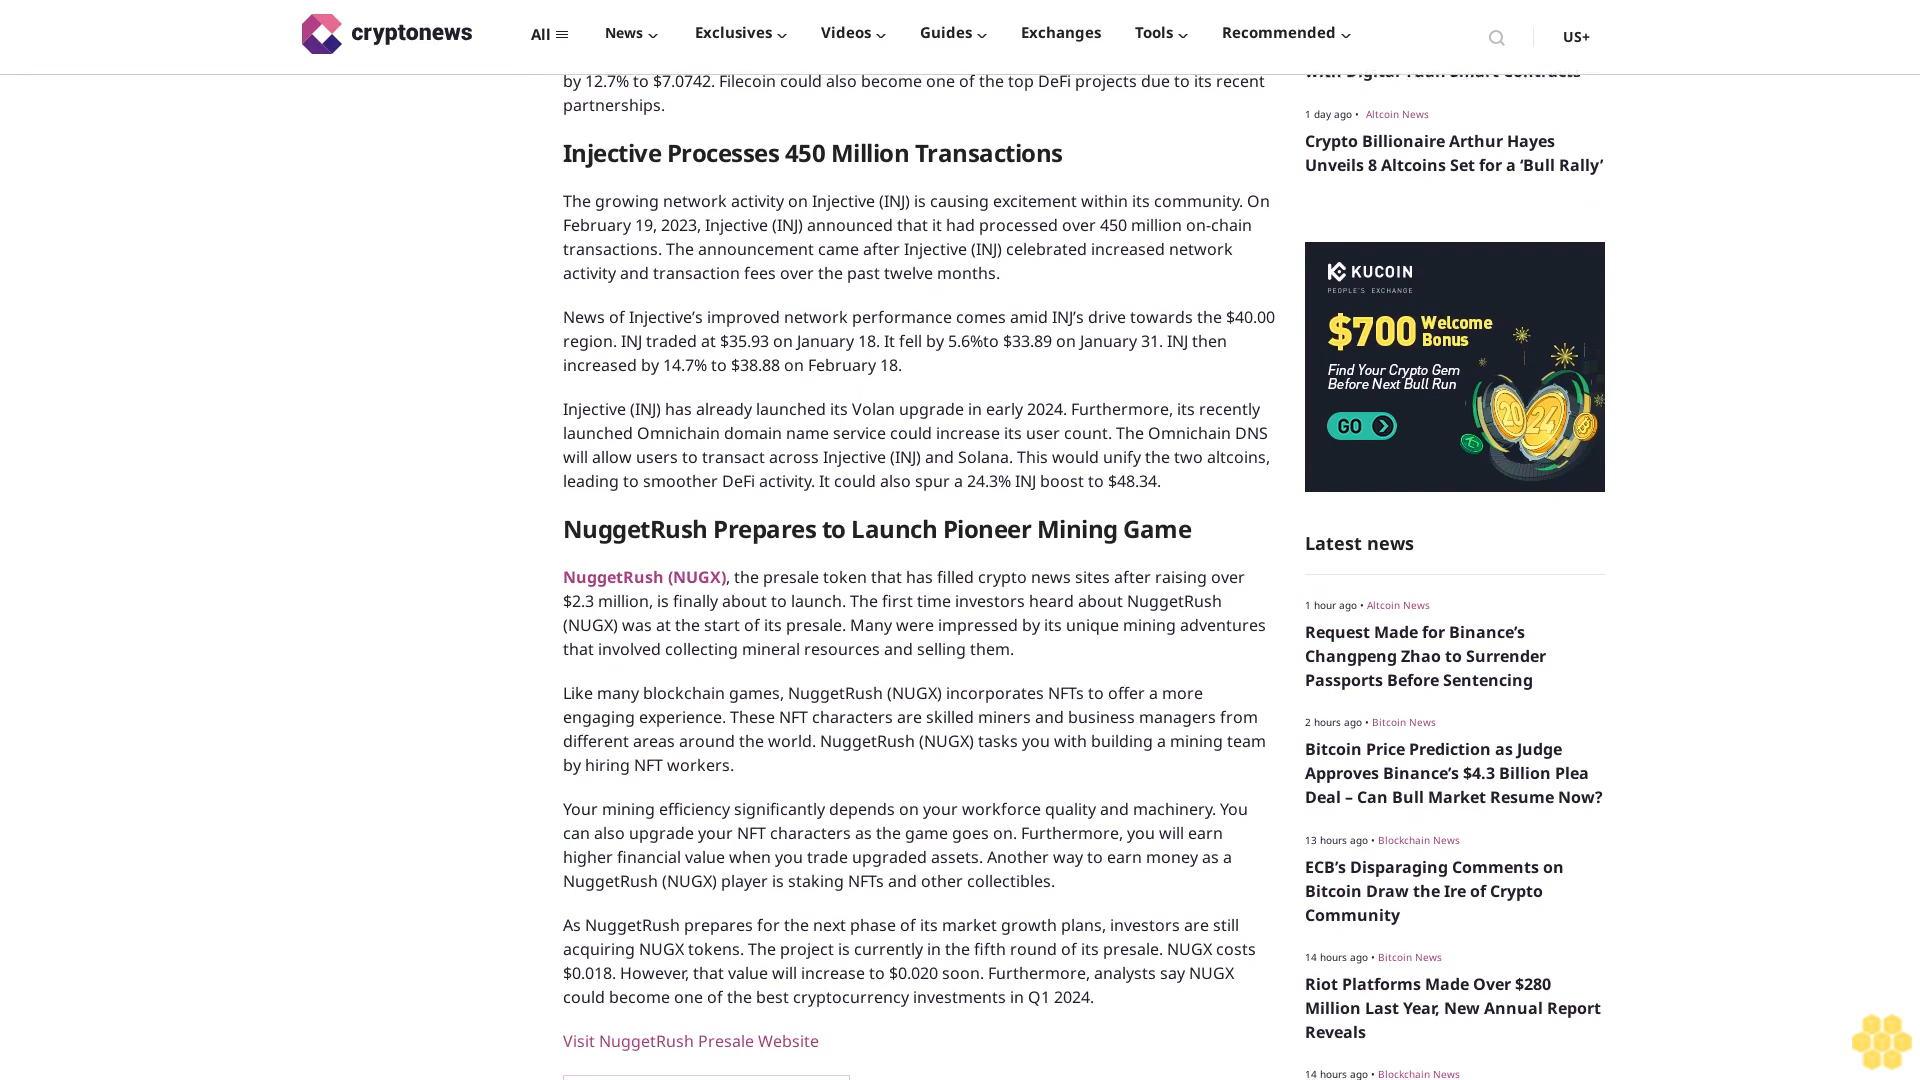 cryptonews
All
News
Exclusives
Videos
Guides
Exchanges
Tools
Recommended
US+
by 12.7% to $7.0742. Filecoin could also become one of the top DeFi projects due to its recent
partnerships.
Injective Processes 450 Million Transactions
The growing network activity on Injective (INJ) is causing excitement within its community. On
February 19, 2023, Injective (INJ) announced that it had processed over 450 million on-chain
transactions. The announcement came after Injective (INJ) celebrated increased network
activity and transaction fees over the past twelve months.
News of Injective’s improved network performance comes amid INJ’s drive towards the $40.00
region. INJ traded at $35.93 on January 18. It fell by 5.6%to $33.89 on January 31. INJ then
increased by 14.7% to $38.88 on February 18.
Injective (INJ) has already launched its Volan upgrade in early 2024. Furthermore, its recently
launched Omnichain domain name service could increase its user count. The Omnichain DNS
will allow users to transact across Injective (INJ) and Solana. This would unify the two altcoins,
leading to smoother DeFi activity. It could also spur a 24.3% INJ boost to $48.34.
NuggetRush Prepares to Launch Pioneer Mining Game
NuggetRush (NUGX), the presale token that has filled crypto news sites after raising over
$2.3 million, is finally about to launch. The first time investors heard about NuggetRush
(NUGX) was at the start of its presale. Many were impressed by its unique mining adventures
that involved collecting mineral resources and selling them.
Like many blockchain games, NuggetRush (NUGX) incorporates NFTs to offer a more
engaging experience. These NFT characters are skilled miners and business managers from
different areas around the world. NuggetRush (NUGX) tasks you with building a mining team
by hiring NFT workers.
Your mining efficiency significantly depends on your workforce quality and machinery. You
can also upgrade your NFT characters as the game goes on. Furthermore, you will earn
higher financial value when you trade upgraded assets. Another way to earn money as a
NuggetRush (NUGX) player is staking NFTs and other collectibles.
As NuggetRush prepares for the next phase of its market growth plans, investors are still
acquiring NUGX tokens. The project is currently in the fifth round of its presale. NUGX costs
$0.018. However, that value will increase to $0.020 soon. Furthermore, analysts say NUGX
could become one of the best cryptocurrency investments in Q1 2024.
Visit NuggetRush Presale Website
with Digital Yuan Smart Contracts
1 day ago • Altcoin News
Crypto Billionaire Arthur Hayes
Unveils 8 Altcoins Set for a ‘Bull Rally’
KUCOIN
PEOPLE'S EXCHANGE
$700 Welcome
Bonus
Find Your Crypto Gem
Before Next Bull Run
GO
20
24
Latest news
1 hour ago • Altcoin News
Request Made for Binance’s
Changpeng Zhao to Surrender
Passports Before Sentencing
2 hours ago • Bitcoin News
Bitcoin Price Prediction as Judge
Approves Binance’s $4.3 Billion Plea
Deal – Can Bull Market Resume Now?
13 hours ago • Blockchain News
ECB’s Disparaging Comments on
Bitcoin Draw the Ire of Crypto
Community
14 hours ago • Bitcoin News
Riot Platforms Made Over $280
Million Last Year, New Annual Report
Reveals
14 hours ago • Blockchain News